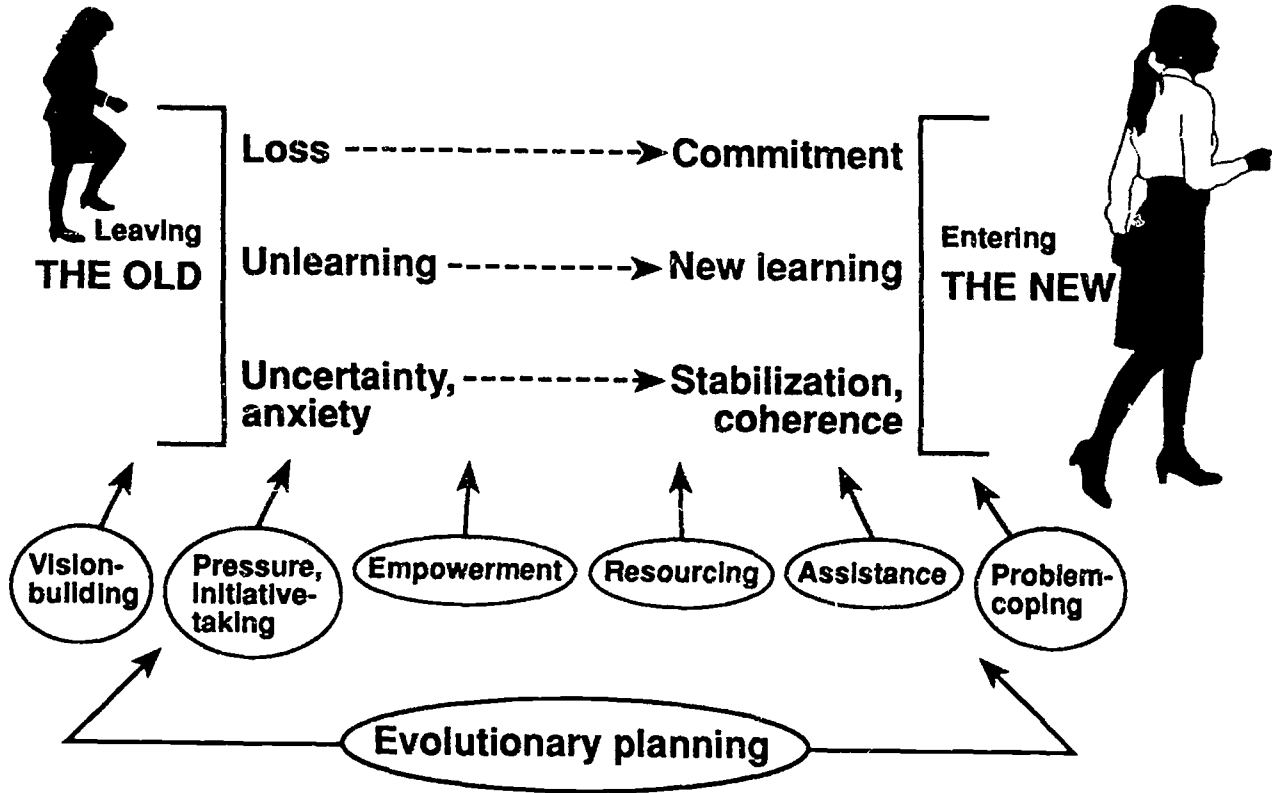 Loss
Commitment
Leaving
THE OLD
Unlearning
New learning
Entering
THE NEW
Uncertainty,
anxiety
Stabilization,
coherence
Vision-
building
Pressure,
initiative-
taking
Empowerment
Resourcing
Assistance
Problem-
coping
Evolutionary planning